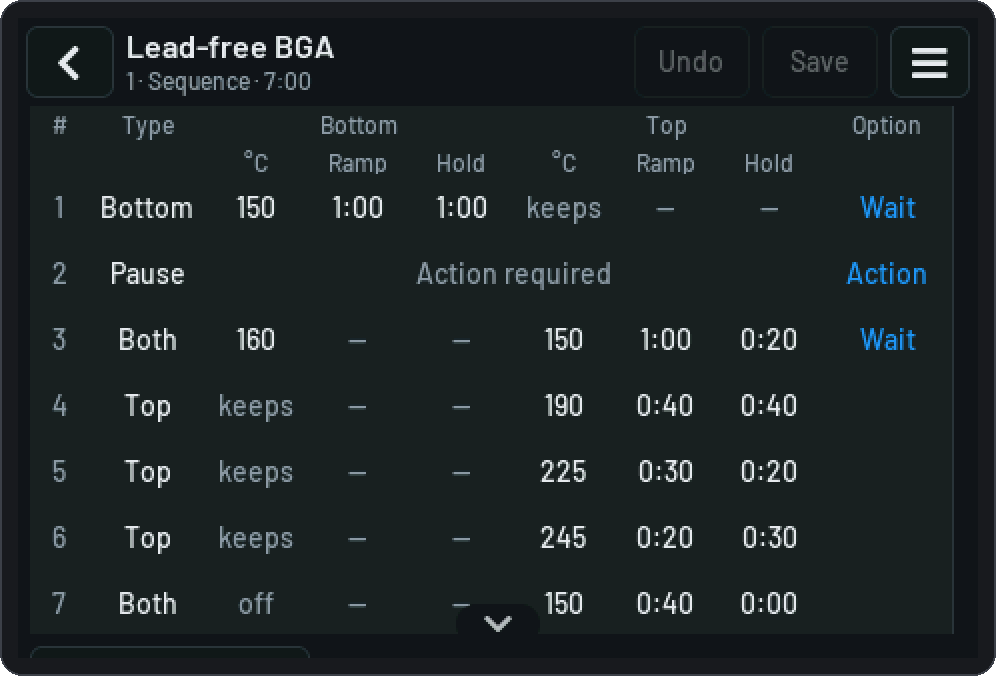 Lead-free BGA
1 · Sequence · 7:00
Undo
Save
# Type Bottom Top Option
°C Ramp Hold °C Ramp Hold
1 Bottom 150 1:00 1:00 keeps – – Wait
2 Pause Action required Action
3 Both 160 – – 150 1:00 0:20 Wait
4 Top keeps – – 190 0:40 0:40
5 Top keeps – – 225 0:30 0:20
6 Top keeps – – 245 0:20 0:30
7 Both off – – 150 0:40 0:00